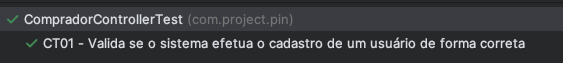 CompradorControllerTest (com.project.pin)
CT01 - Valida se o sistema efetua o cadastro de um usuário de forma correta